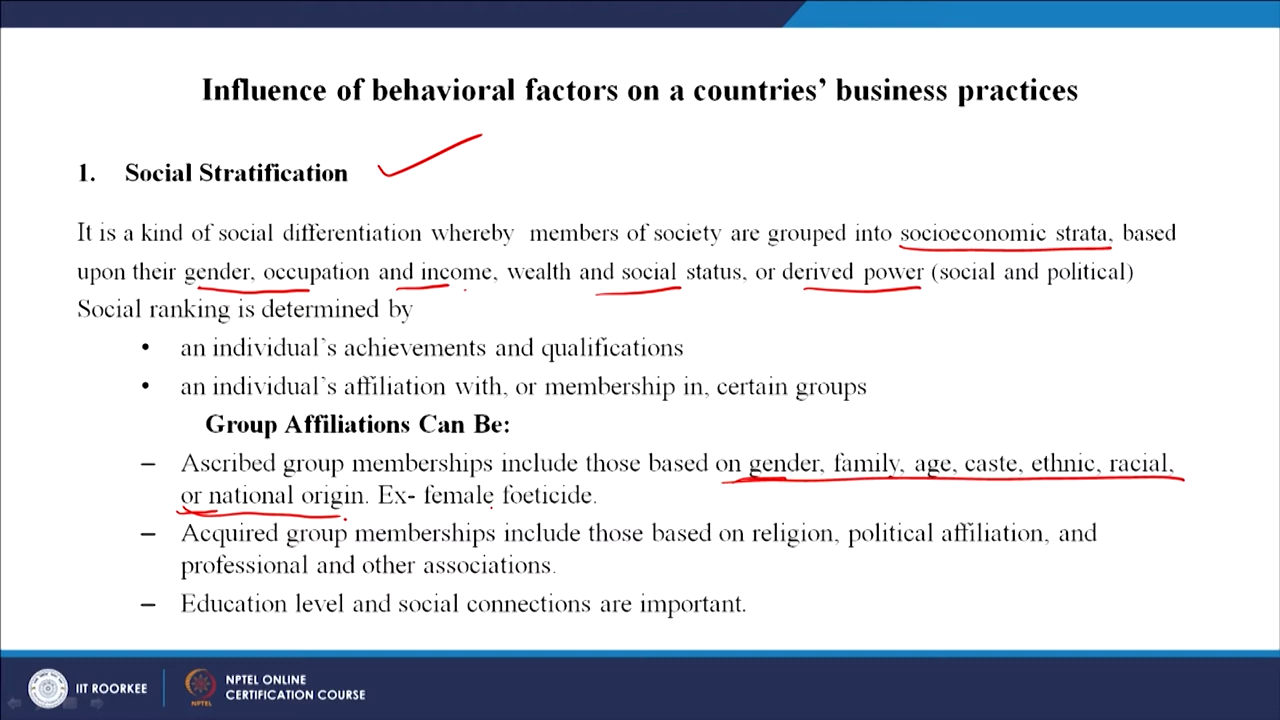 Influence of behavioral factors on a countries’ business practices
1. Social Stratification
It is a kind of social differentiation whereby members of society are grouped into socioeconomic strata, based
upon their gender, occupation and income, wealth and social status, or derived power (social and political)
Social ranking is determined by
• an individual’s achievements and qualifications
• an individual’s affiliation with, or membership in, certain groups
Group Affiliations Can Be:
– Ascribed group memberships include those based on gender, family, age, caste, ethnic, racial,
or national origin. Ex- female foeticide.
– Acquired group memberships include those based on religion, political affiliation, and
professional and other associations.
– Education level and social connections are important.
IIT ROORKEE
NPTEL
NPTEL ONLINE
CERTIFICATION COURSE